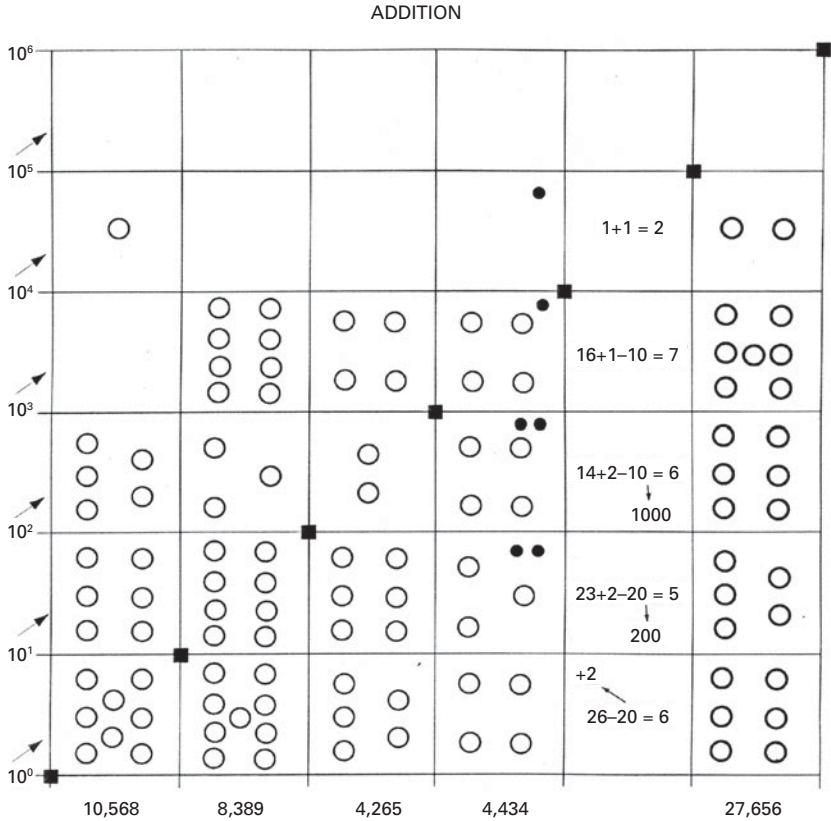 ADDITION
10⁶
10⁵
1+1 = 2
10⁴
16+1–10 = 7
10³
14+2–10 = 6
1000
10²
23+2–20 = 5
200
10¹
+2
26–20 = 6
10⁰
10,568 8,389 4,265 4,434 27,656